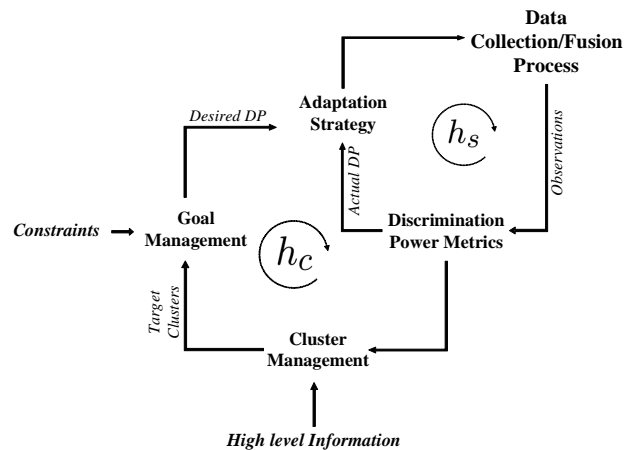 Data
Collection/Fusion
Process
Desired DP
Adaptation
Strategy
h_s
Observations
Actual DP
Constraints
Goal
Management
h_c
Discrimination
Power Metrics
Target
Clusters
Cluster
Management
High level Information